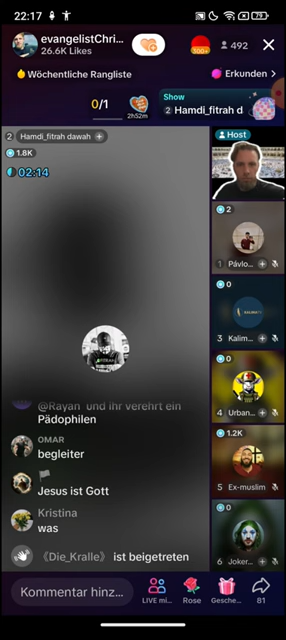 22:17
79
evangelistChri...
26.6K Likes
300+
492
Wöchentliche Rangliste
Erkunden
0/1
2h52m
Show
2 Hamdi_fitrah d
2 Hamdi_fitrah dawah
1.8K
02:14
Host
2
1 Pávlo...
0
3 Kalim...
0
4 Urban...
1.2K
5 Ex-muslim
0
6 Joker...
@Rayan und ihr verehrt ein
Pädophilen
OMAR
begleiter
Jesus ist Gott
Kristina
was
《Die_Kralle》 ist beigetreten
Kommentar hinz...
LIVE mi...
Rose
Gesche...
81